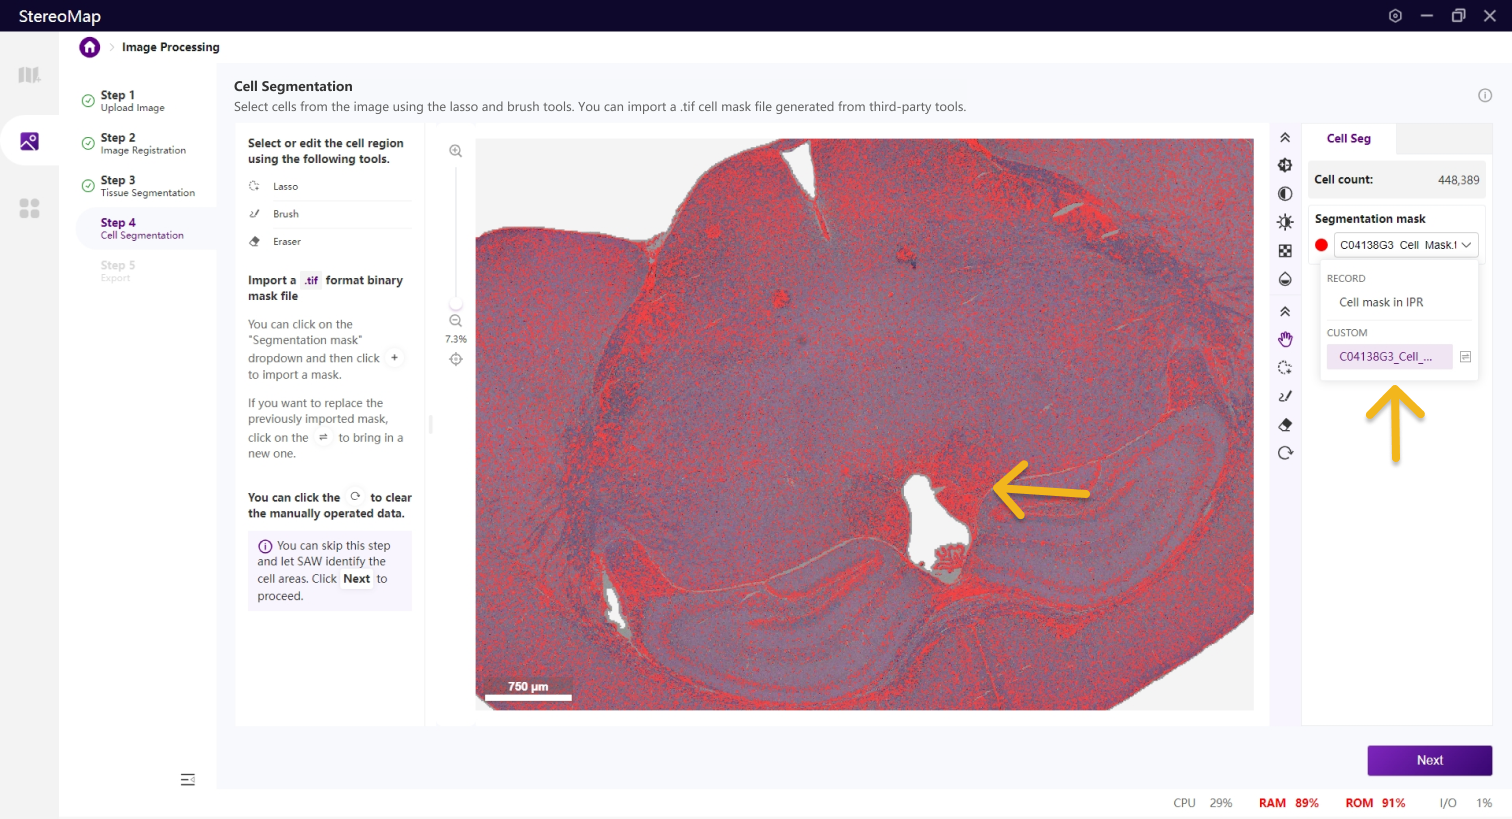 StereoMap
Image Processing
Step 1
Upload Image
Step 2
Image Registration
Step 3
Tissue Segmentation
Step 4
Cell Segmentation
Step 5
Export
Cell Segmentation
Select cells from the image using the lasso and brush tools. You can import a .tif cell mask file generated from third-party tools.
Select or edit the cell region
using the following tools.
Lasso
Brush
Eraser
Import a .tif format binary
mask file
You can click on the
"Segmentation mask"
dropdown and then click +
to import a mask.
If you want to replace the
previously imported mask,
click on the ⇌ to bring in a
new one.
You can click the ⟳ to clear
the manually operated data.
You can skip this step
and let SAW identify the
cell areas. Click Next to
proceed.
7.3%
750 µm
Cell Seg
Cell count: 448,389
Segmentation mask
C04138G3_Cell_Mask.t
RECORD
Cell mask in IPR
CUSTOM
C04138G3_Cell_...
Next
CPU 29% RAM 89% ROM 91% I/O 1%